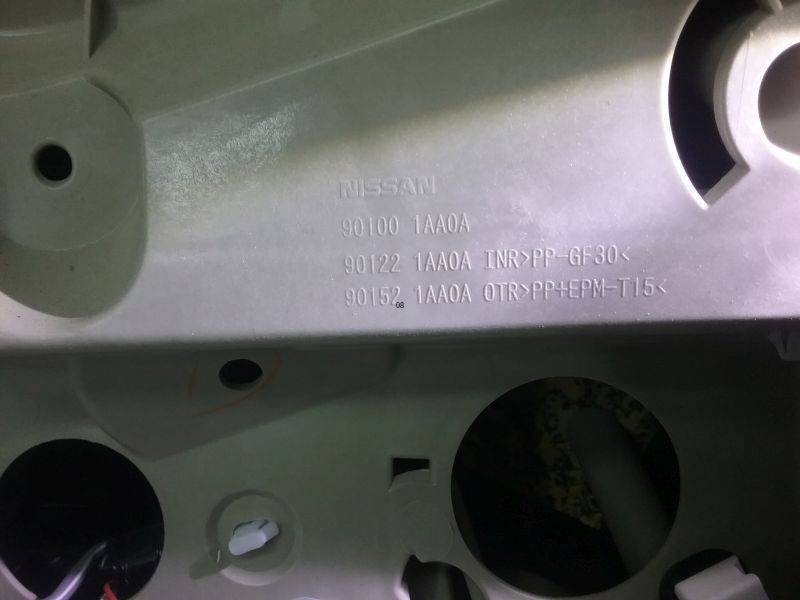 NISSAN
90100 1AA0A
90122 1AA0A INR>PP-GF30<
90152 1AA0A OTR>PP+EPM-T15<
08